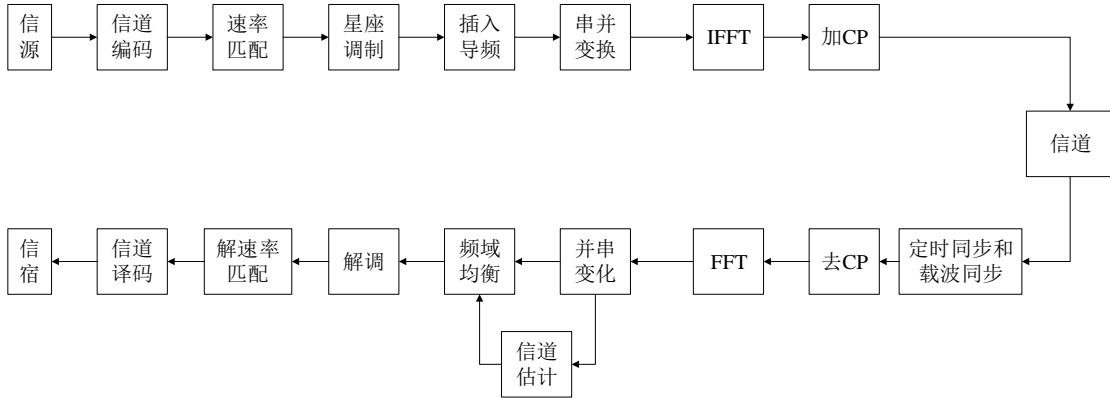 信
源
信道
编码
速率
匹配
星座
调制
插入
导频
串并
变换
IFFT
加CP
信道
信
宿
信道
译码
解速率
匹配
解调
频域
均衡
并串
变化
FFT
去CP
定时同步和
载波同步
信道
估计